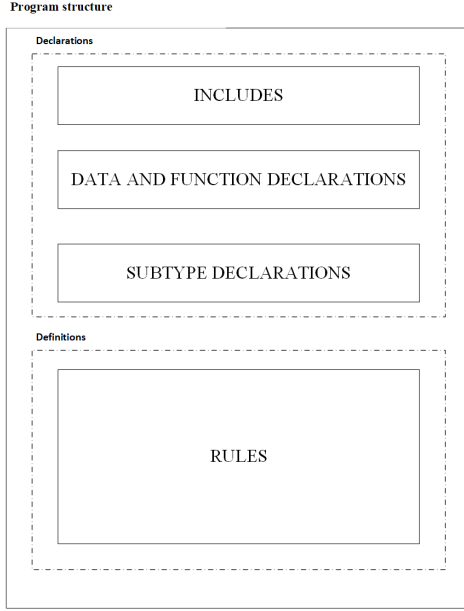 Program structure
Declarations
INCLUDES
DATA AND FUNCTION DECLARATIONS
SUBTYPE DECLARATIONS
Definitions
RULES